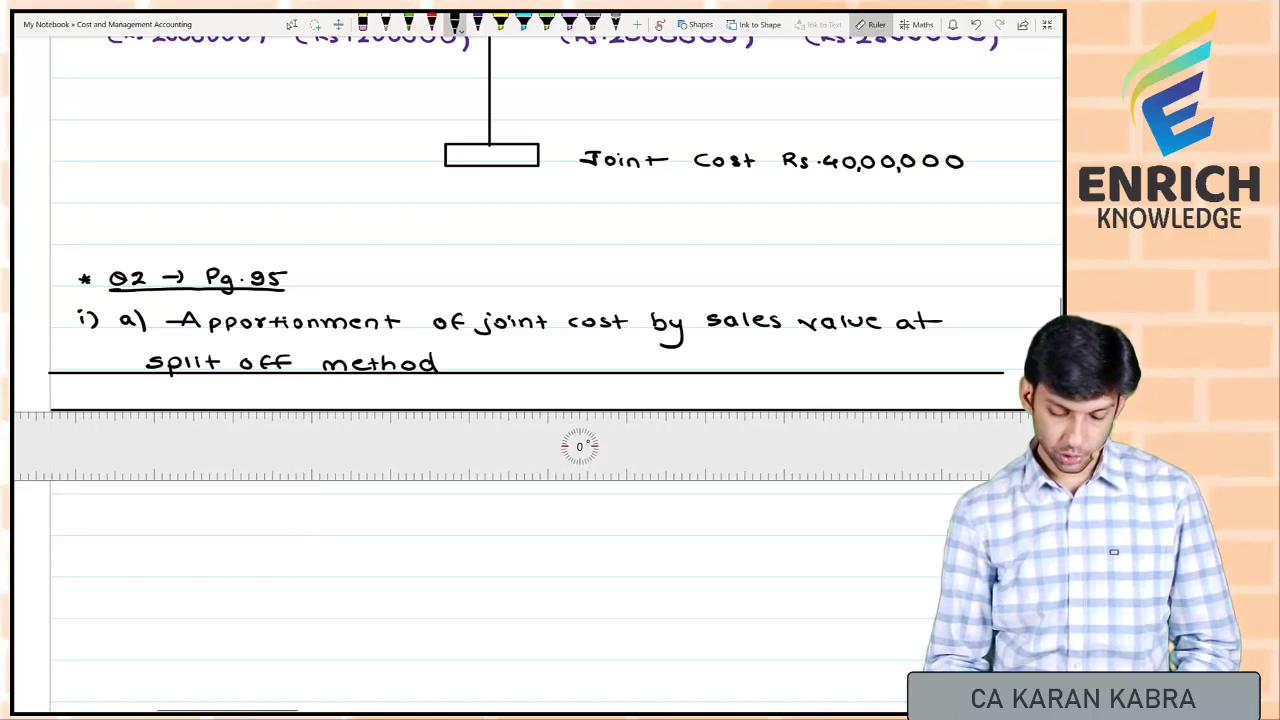 My Notebook » Cost and Management Accounting
Shapes
Ink to Shape
Ink to Text
Ruler
Maths
Joint Cost Rs.40,00,000
* Q2 → Pg.95
i) a) Apportionment of joint cost by sales value at
split off method
0°
ENRICH
KNOWLEDGE
CA KARAN KABRA